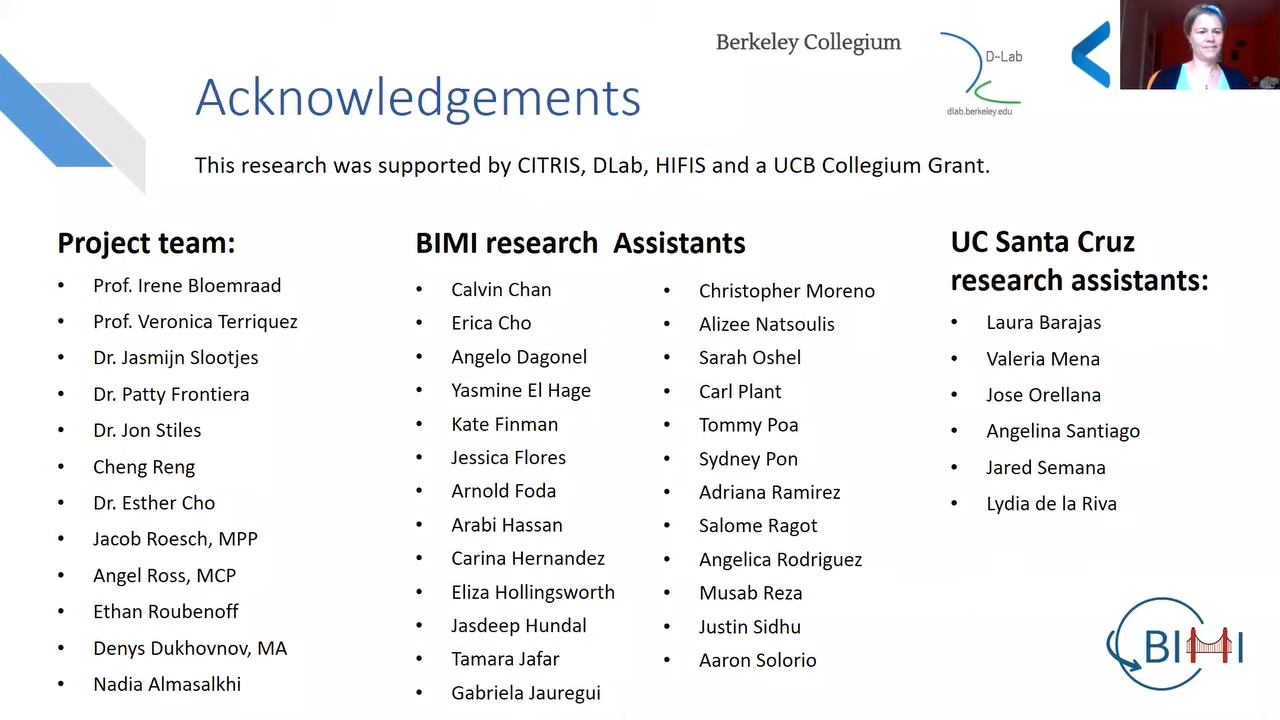 Berkeley Collegium
D-Lab
dlab.berkeley.edu
Acknowledgements
This research was supported by CITRIS, DLab, HIFIS and a UCB Collegium Grant.
Project team:
Prof. Irene Bloemraad
Prof. Veronica Terriquez
Dr. Jasmijn Slootjes
Dr. Patty Frontiera
Dr. Jon Stiles
Cheng Reng
Dr. Esther Cho
Jacob Roesch, MPP
Angel Ross, MCP
Ethan Roubenoff
Denys Dukhovnov, MA
Nadia Almasalkhi
BIMI research Assistants
Calvin Chan
Erica Cho
Angelo Dagonel
Yasmine El Hage
Kate Finman
Jessica Flores
Arnold Foda
Arabi Hassan
Carina Hernandez
Eliza Hollingsworth
Jasdeep Hundal
Tamara Jafar
Gabriela Jauregui
Christopher Moreno
Alizee Natsoulis
Sarah Oshel
Carl Plant
Tommy Poa
Sydney Pon
Adriana Ramirez
Salome Ragot
Angelica Rodriguez
Musab Reza
Justin Sidhu
Aaron Solorio
UC Santa Cruz
research assistants:
Laura Barajas
Valeria Mena
Jose Orellana
Angelina Santiago
Jared Semana
Lydia de la Riva
BIMI